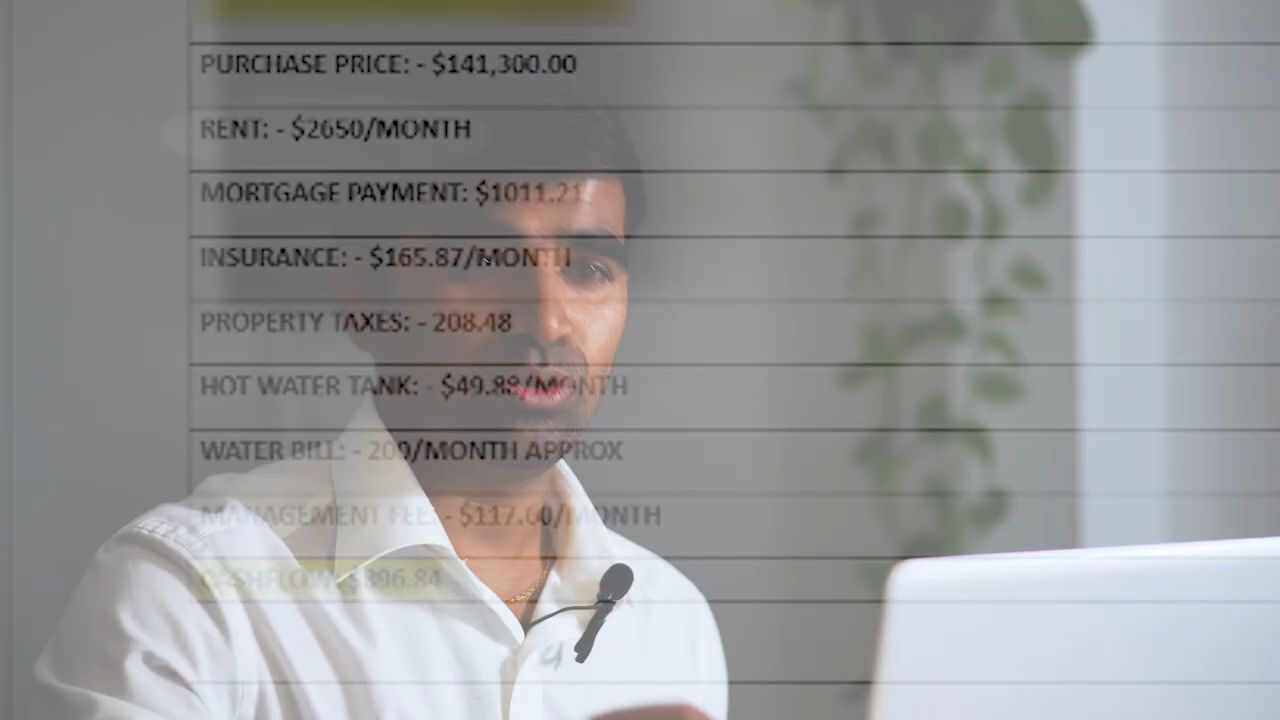 PURCHASE PRICE: - $141,300.00
RENT: - $2650/MONTH
MORTGAGE PAYMENT: $1011.21
INSURANCE: - $165.87/MONTH
PROPERTY TAXES: - 208.48
HOT WATER TANK: - $49.88/MONTH
WATER BILL: - 200/MONTH APPROX
MANAGEMENT FEE: - $117.60/MONTH
CASHFLOW: $896.84